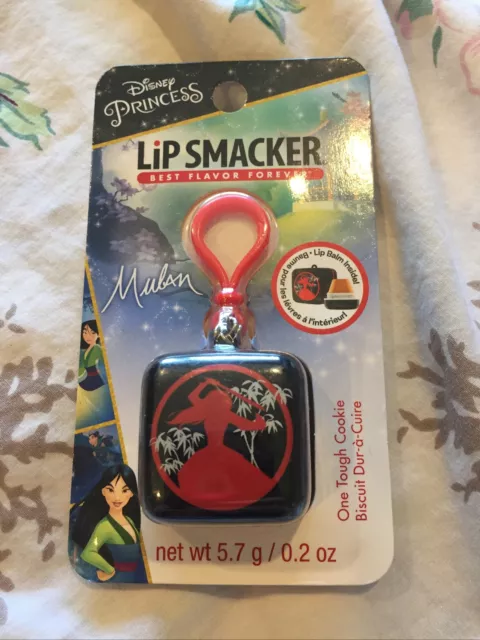 Disney
PRINCESS
LiP SMACKER
BEST FLAVOR FOREVER
Mulan
Lip Balm Inside!
Baume pour les lèvres à l'intérieur!
One Tough Cookie
Biscuit Dur-à-Cuire
net wt 5.7 g / 0.2 oz